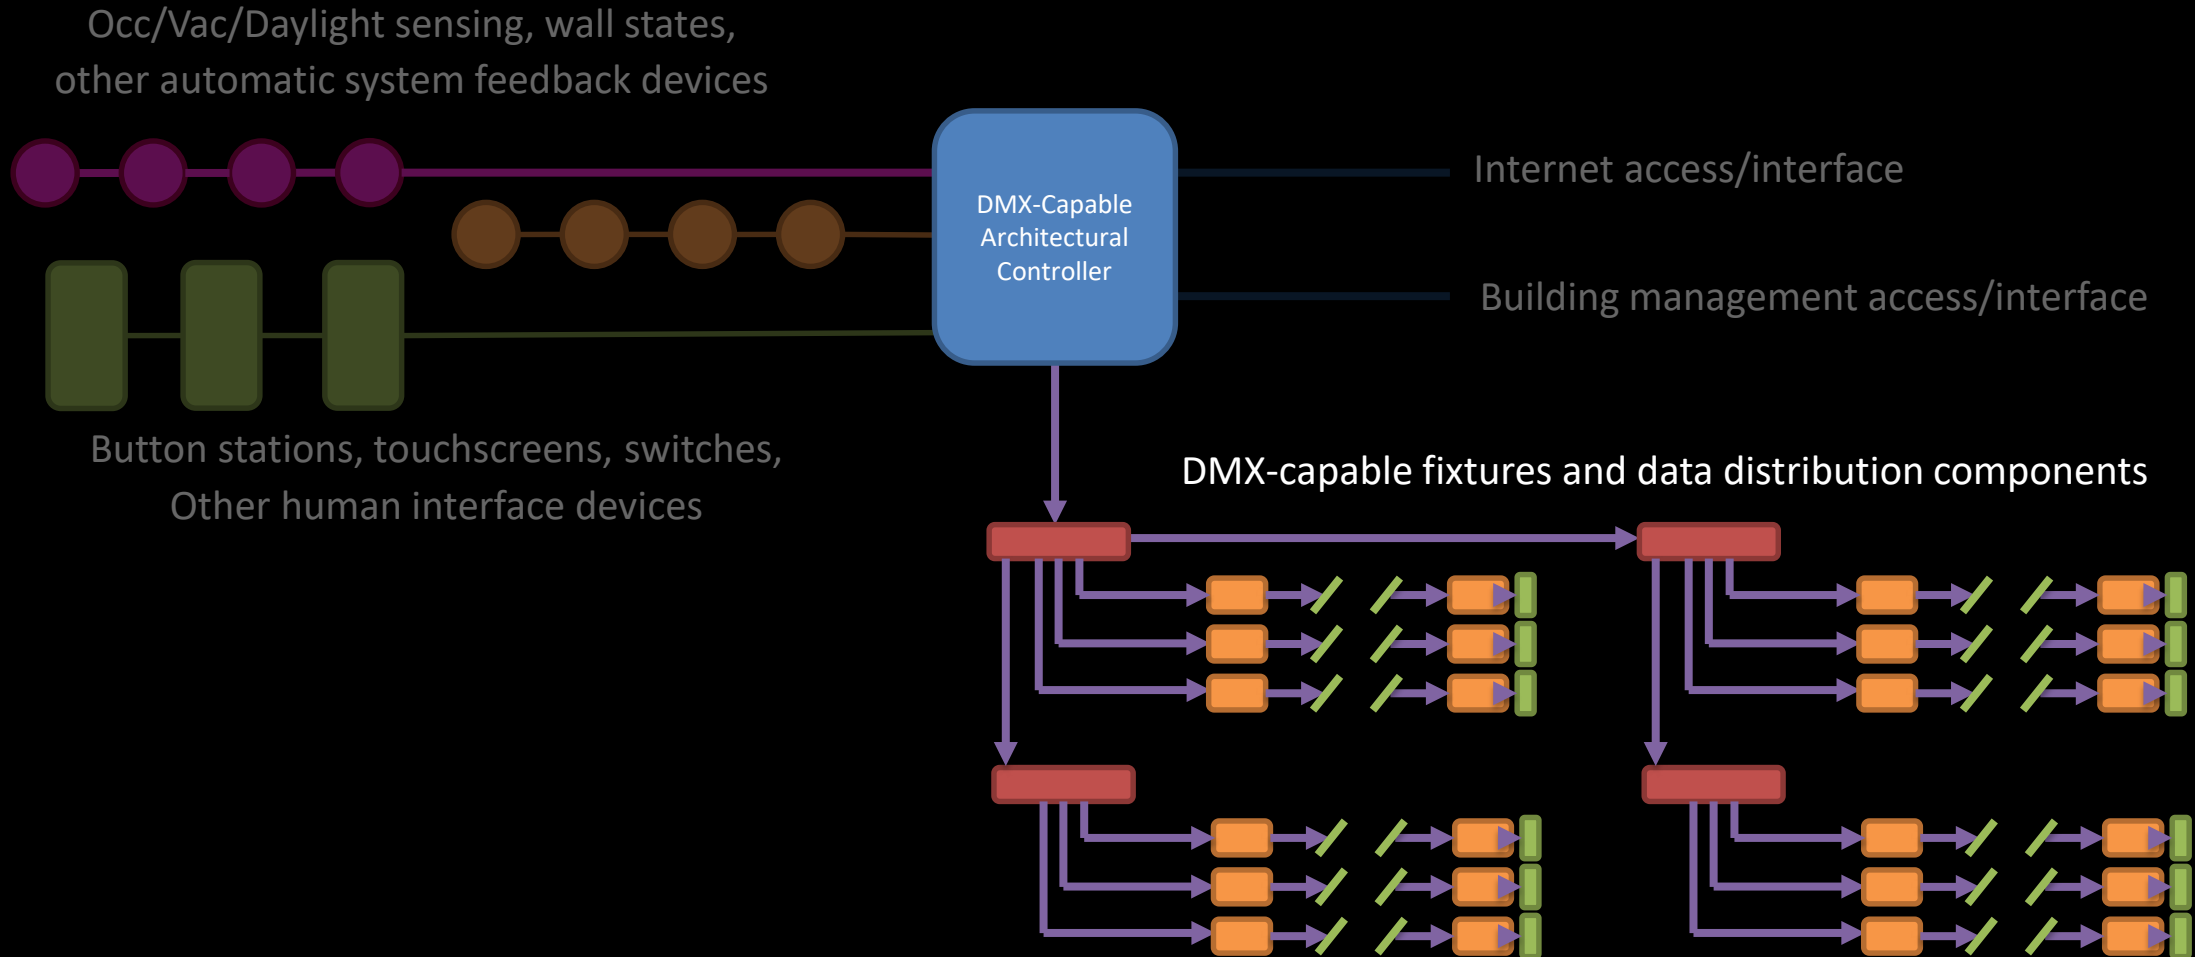 Occ/Vac/Daylight sensing, wall states,
other automatic system feedback devices
DMX-Capable
Architectural
Controller
Internet access/interface
Building management access/interface
Button stations, touchscreens, switches,
Other human interface devices
DMX-capable fixtures and data distribution components